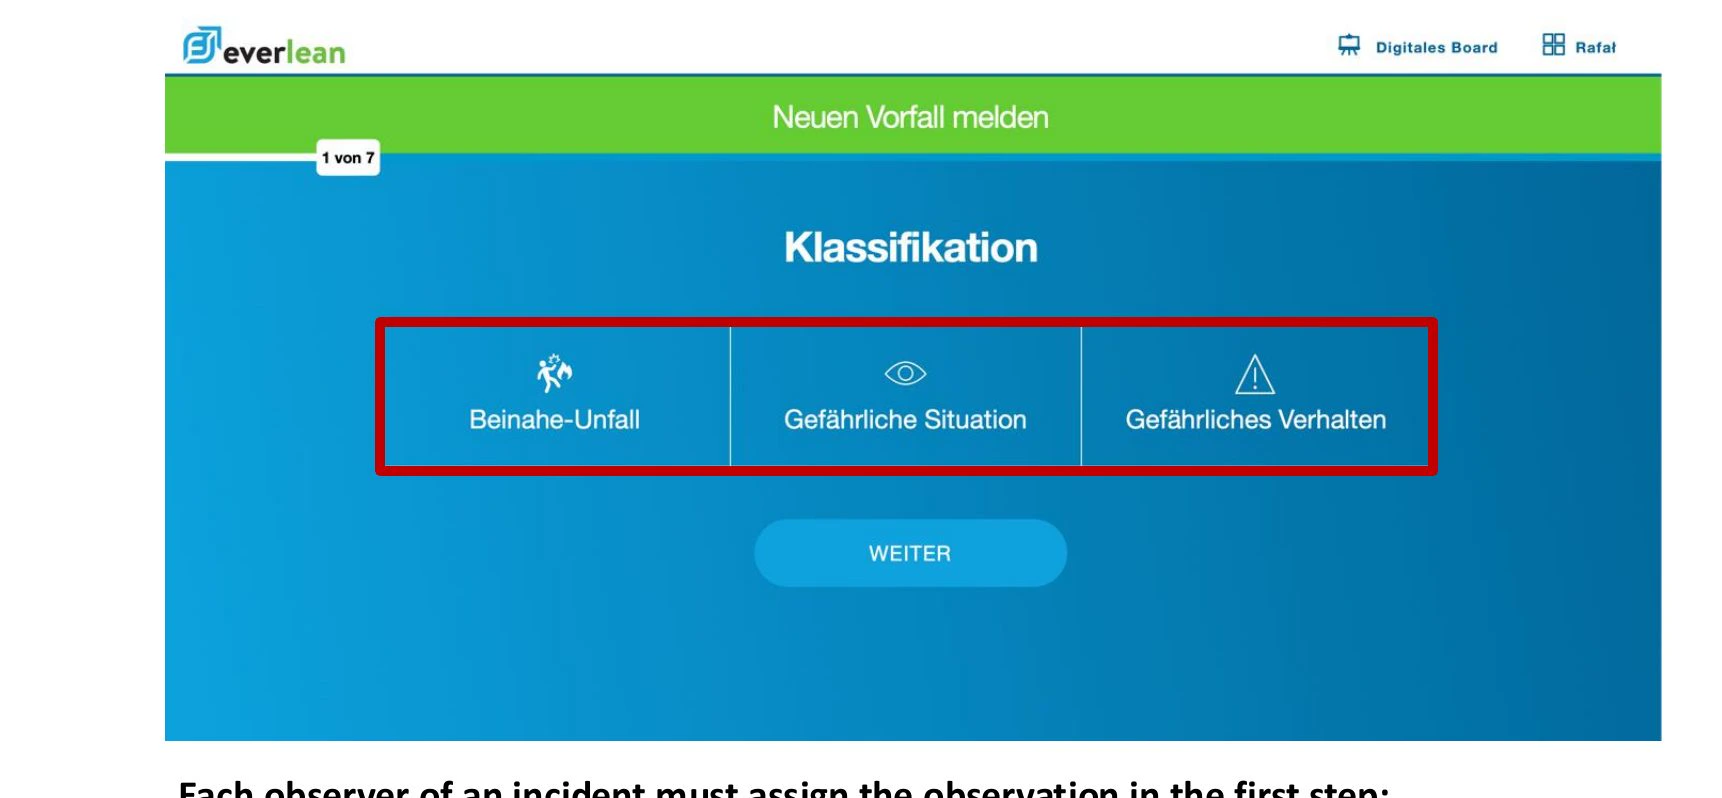 everlean
Digitales Board
Rafał
Neuen Vorfall melden
1 von 7
Klassifikation
Beinahe-Unfall
Gefährliche Situation
Gefährliches Verhalten
WEITER
Each observer of an incident must assign the observation in the first step: